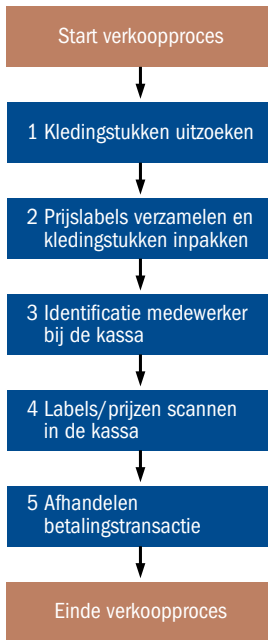 Start verkoopproces
1 Kledingstukken uitzoeken
2 Prijslabels verzamelen en
kledingstukken inpakken
3 Identificatie medewerker
bij de kassa
4 Labels/prijzen scannen
in de kassa
5 Afhandelen
betalingstransactie
Einde verkoopproces